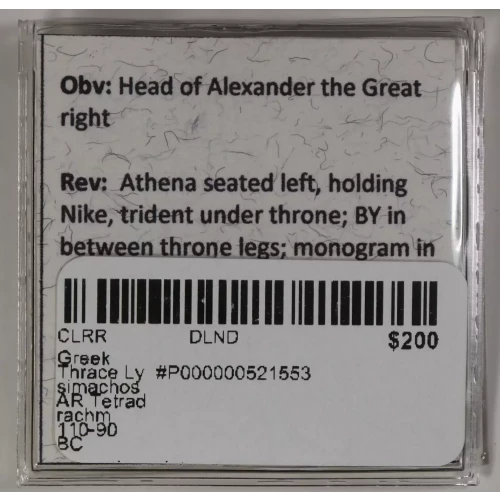 Obv: Head of Alexander the Great
right
Rev: Athena seated left, holding
Nike, trident under throne; BY in
between throne legs; monogram in
CLRR DLND $200
Greek
Thrace Ly #P000000521553
simachos
AR Tetrad
rachm
110-90
BC